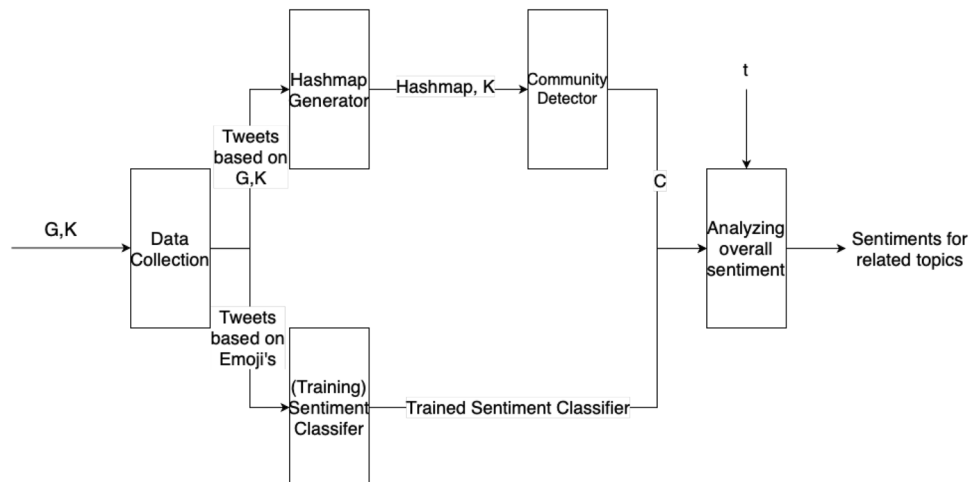 G,K
Data
Collection
Tweets
based on
G,K
Hashmap
Generator
Hashmap, K
Community
Detector
C
Tweets
based on
Emoji's
(Training)
Sentiment
Classifer
Trained Sentiment Classifier
t
Analyzing
overall
sentiment
Sentiments for
related topics